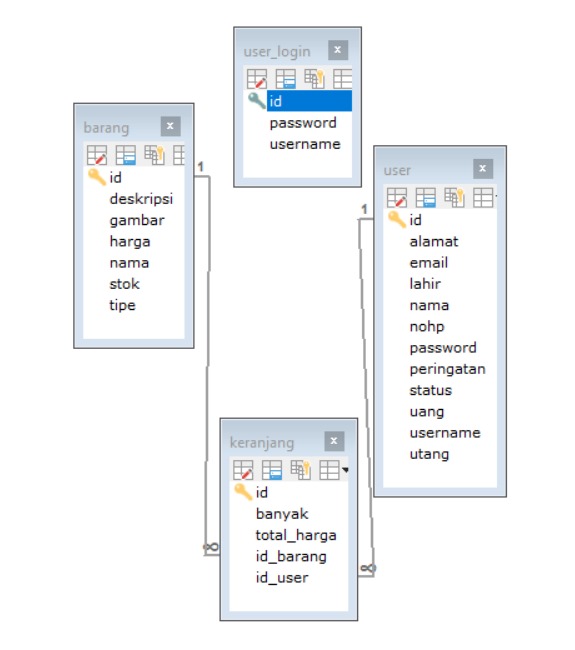 user_login
id
password
username
barang
id
deskripsi
gambar
harga
nama
stok
tipe
user
id
alamat
email
lahir
nama
nohp
password
peringatan
status
uang
username
utang
keranjang
id
banyak
total_harga
id_barang
id_user
1
1
∞
∞